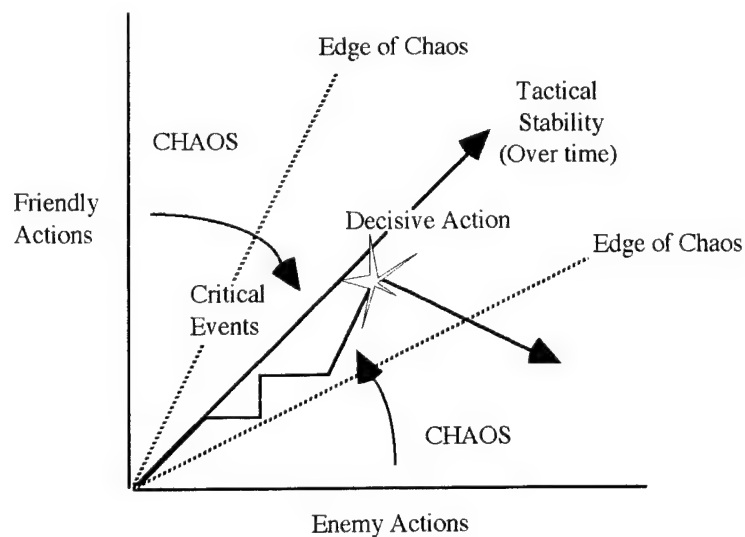 Edge of Chaos
Tactical
Stability
(Over time)
CHAOS
Friendly
Actions
Decisive Action
Edge of Chaos
Critical
Events
CHAOS
Enemy Actions